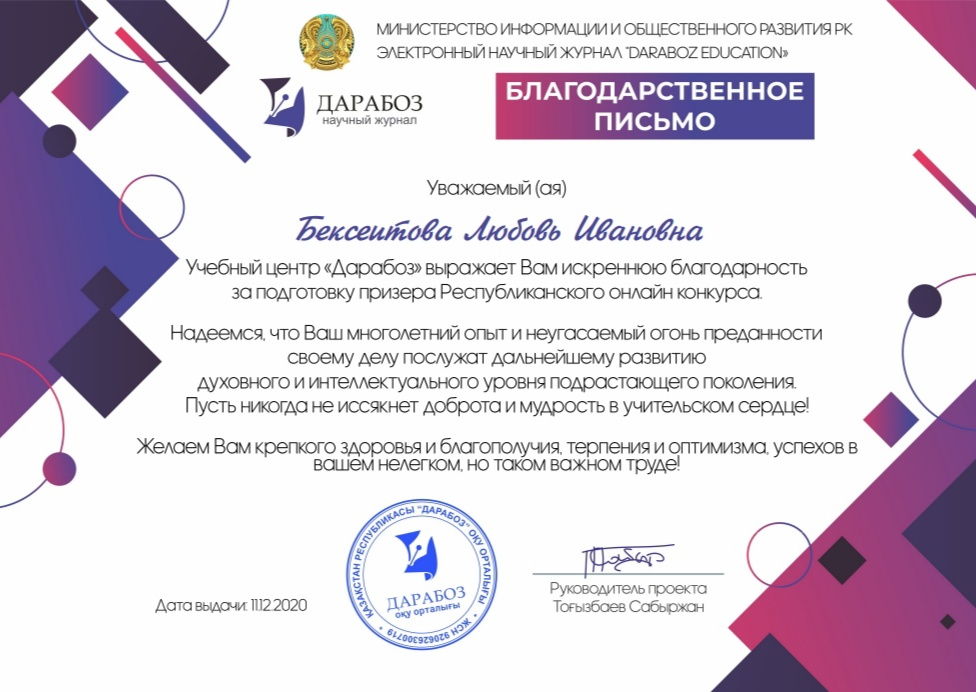 МИНИСТЕРСТВО ИНФОРМАЦИИ И ОБЩЕСТВЕННОГО РАЗВИТИЯ РК
ЭЛЕКТРОННЫЙ НАУЧНЫЙ ЖУРНАЛ "DARABOZ EDUCATION»
ДАРАБОЗ
научный журнал
БЛАГОДАРСТВЕННОЕ
ПИСЬМО
Уважаемый (ая)
Бексеитова Любовь Ивановна
Учебный центр «Дарабоз» выражает Вам искреннюю благодарность
за подготовку призера Республиканского онлайн конкурса.
Надеемся, что Ваш многолетний опыт и неугасаемый огонь преданности
своему делу послужат дальнейшему развитию
духовного и интеллектуального уровня подрастающего поколения.
Пусть никогда не иссякнет доброта и мудрость в учительском сердце!
Желаем Вам крепкого здоровья и благополучия, терпения и оптимизма, успехов в
вашем нелегком, но таком важном труде!
Дата выдачи: 11.12.2020
ҚАЗАҚСТАН РЕСПУБЛИКАСЫ "ДАРАБОЗ" ОҚУ ОРТАЛЫҒЫ
ЖСН 920626300719
ДАРАБОЗ
оқу орталығы
Руководитель проекта
Тоғызбаев Сабыржан